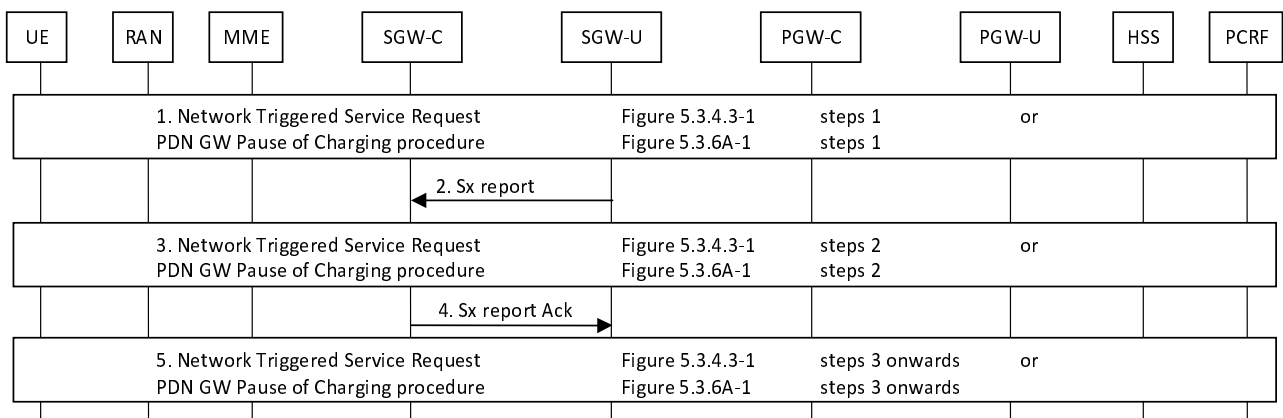 UE RAN MME SGW-C SGW-U PGW-C PGW-U HSS PCRF
1. Network Triggered Service Request Figure 5.3.4.3-1 steps 1 or
PDN GW Pause of Charging procedure Figure 5.3.6A-1 steps 1
2. Sx report
3. Network Triggered Service Request Figure 5.3.4.3-1 steps 2 or
PDN GW Pause of Charging procedure Figure 5.3.6A-1 steps 2
4. Sx report Ack
5. Network Triggered Service Request Figure 5.3.4.3-1 steps 3 onwards or
PDN GW Pause of Charging procedure Figure 5.3.6A-1 steps 3 onwards